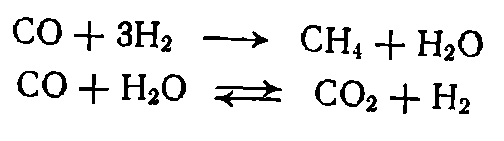 CO + 3H₂ ⟶ CH₄ + H₂O
CO + H₂O ⇌ CO₂ + H₂